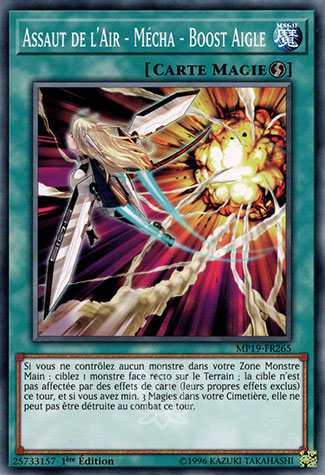 Assaut de l'Air - Mécha - Boost Aigle
魔
[Carte Magie]
MP19-FR265
Si vous ne contrôlez aucun monstre dans votre Zone Monstre
Main : ciblez 1 monstre face recto sur le Terrain ; la cible n'est
pas affectée par des effets de carte (leurs propres effets exclus)
ce tour, et si vous avez min. 3 Magies dans votre Cimetière, elle ne
peut pas être détruite au combat ce tour.
25733157 1ère Édition ©1996 KAZUKI TAKAHASHI